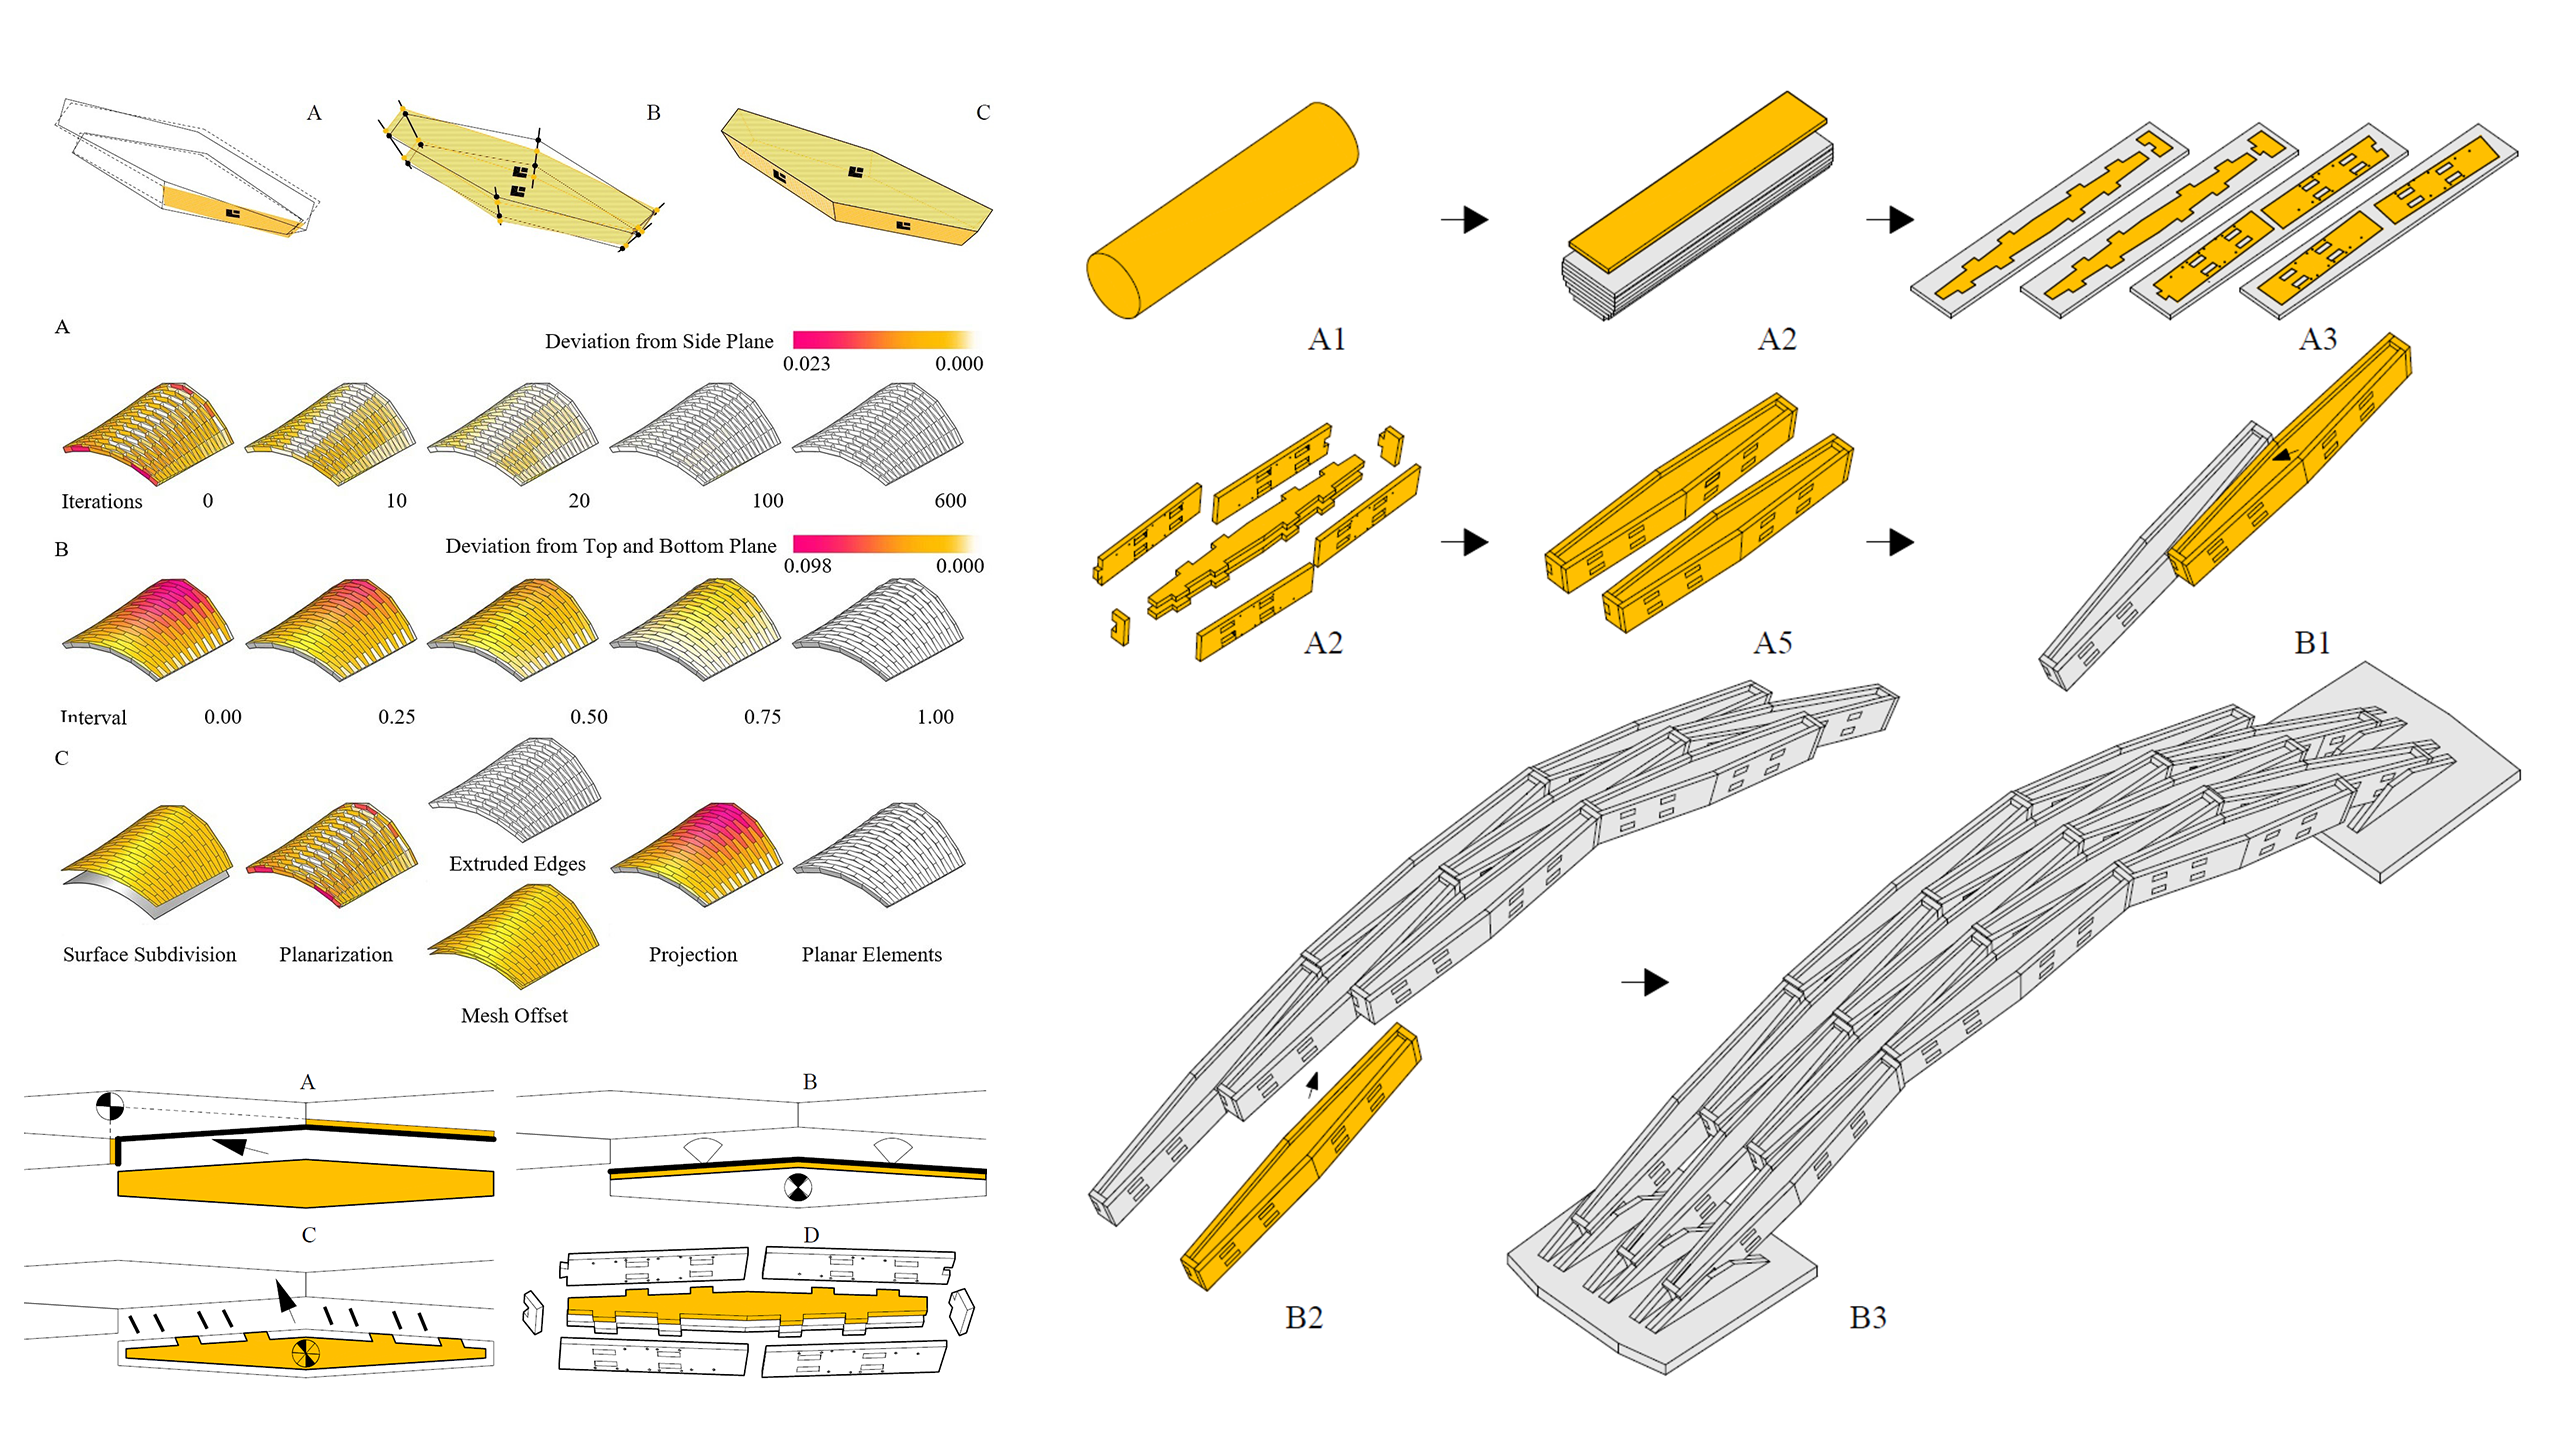 A
B
C
A
Deviation from Side Plane
0.023 0.000
Iterations 0 10 20 100 600
B
Deviation from Top and Bottom Plane
0.098 0.000
Interval 0.00 0.25 0.50 0.75 1.00
C
Extruded Edges
Surface Subdivision
Planarization
Projection
Planar Elements
Mesh Offset
A
B
C
D
A1
A2
A3
A2
A5
B1
B2
B3